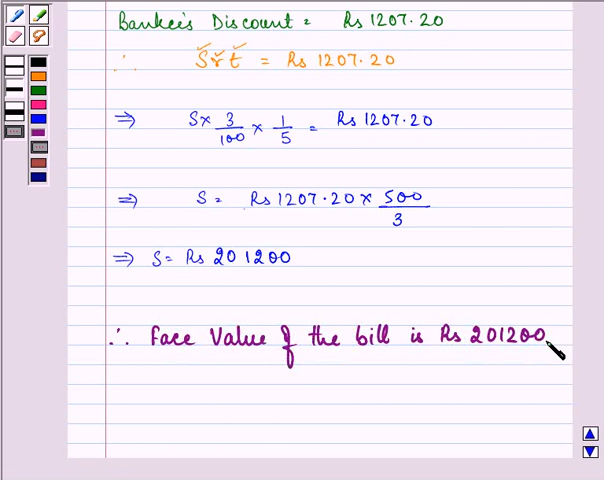 Banker's Discount = Rs 1207.20
∴ S r t = Rs 1207.20
⇒ S × 3/100 × 1/5 = Rs 1207.20
⇒ S = Rs 1207.20 × 500/3
⇒ S = Rs 201200
∴ Face Value of the bill is Rs 201200